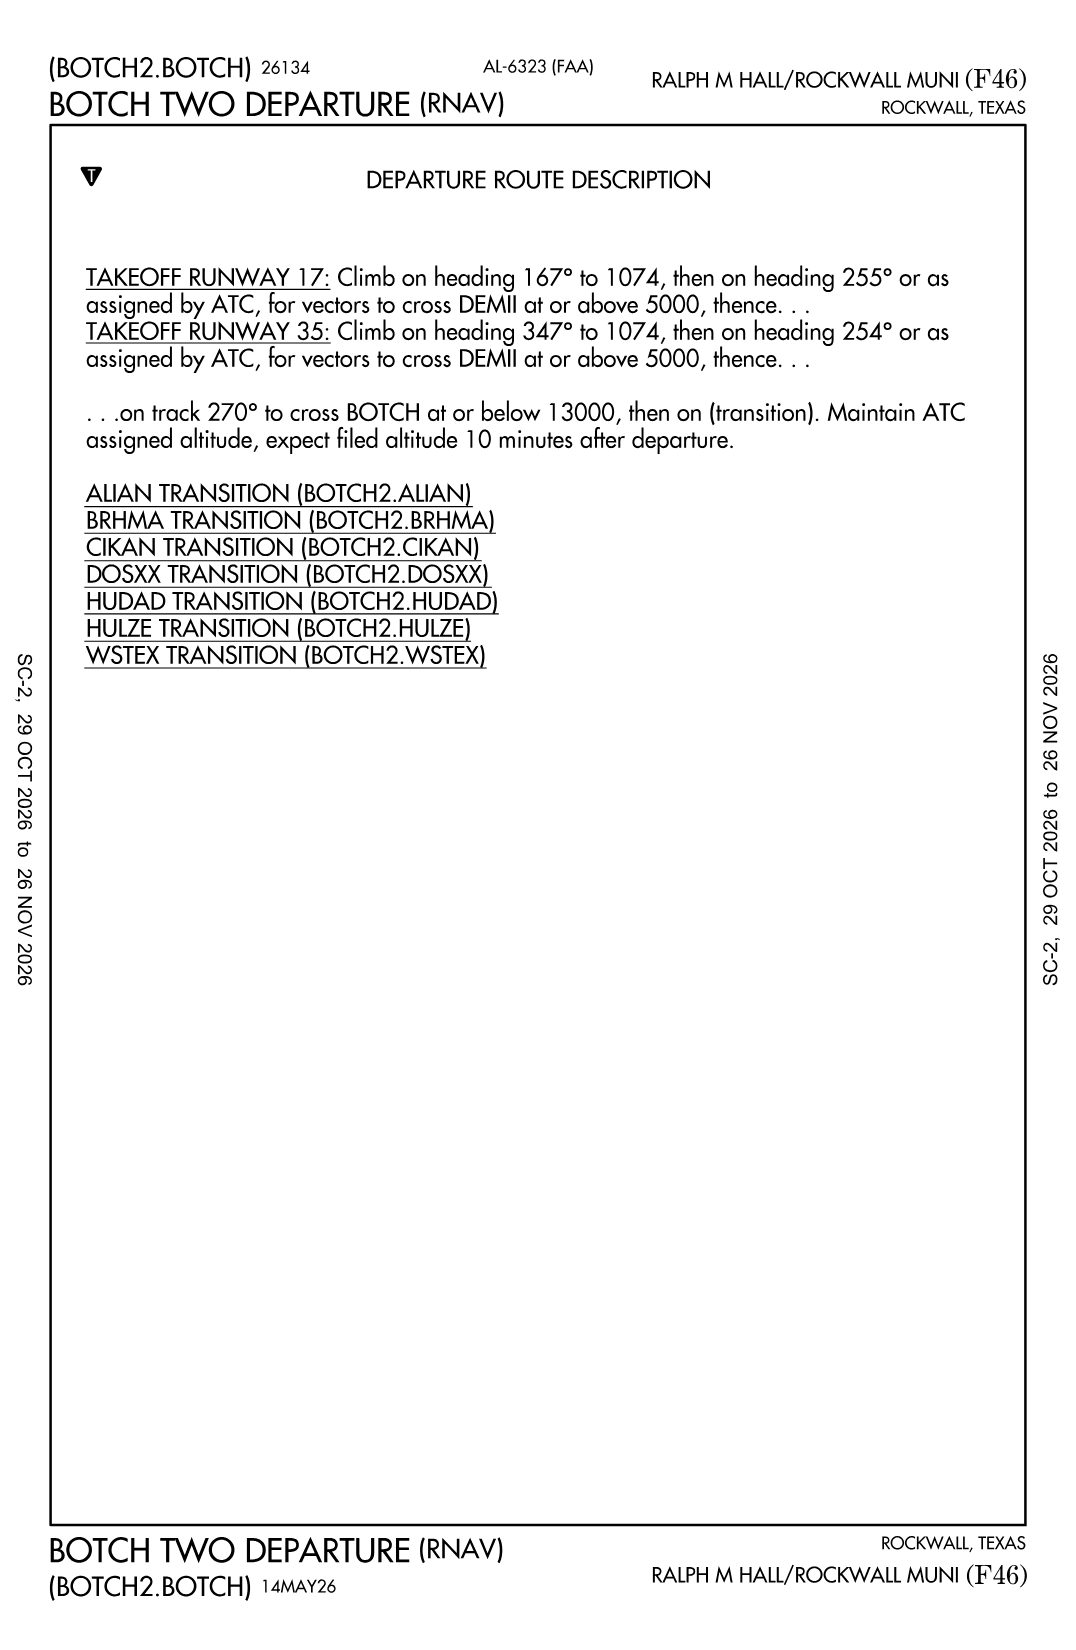 (BOTCH2.BOTCH) 26134
AL-6323 (FAA)
RALPH M HALL/ROCKWALL MUNI (F46)
BOTCH TWO DEPARTURE (RNAV)
ROCKWALL, TEXAS
T
DEPARTURE ROUTE DESCRIPTION
TAKEOFF RUNWAY 17: Climb on heading 167° to 1074, then on heading 255° or as
assigned by ATC, for vectors to cross DEMII at or above 5000, thence. . .
TAKEOFF RUNWAY 35: Climb on heading 347° to 1074, then on heading 254° or as
assigned by ATC, for vectors to cross DEMII at or above 5000, thence. . .
. . .on track 270° to cross BOTCH at or below 13000, then on (transition). Maintain ATC
assigned altitude, expect filed altitude 10 minutes after departure.
ALIAN TRANSITION (BOTCH2.ALIAN)
BRHMA TRANSITION (BOTCH2.BRHMA)
CIKAN TRANSITION (BOTCH2.CIKAN)
DOSXX TRANSITION (BOTCH2.DOSXX)
HUDAD TRANSITION (BOTCH2.HUDAD)
HULZE TRANSITION (BOTCH2.HULZE)
WSTEX TRANSITION (BOTCH2.WSTEX)
SC-2, 29 OCT 2026 to 26 NOV 2026
SC-2, 29 OCT 2026 to 26 NOV 2026
BOTCH TWO DEPARTURE (RNAV)
ROCKWALL, TEXAS
(BOTCH2.BOTCH) 14MAY26
RALPH M HALL/ROCKWALL MUNI (F46)